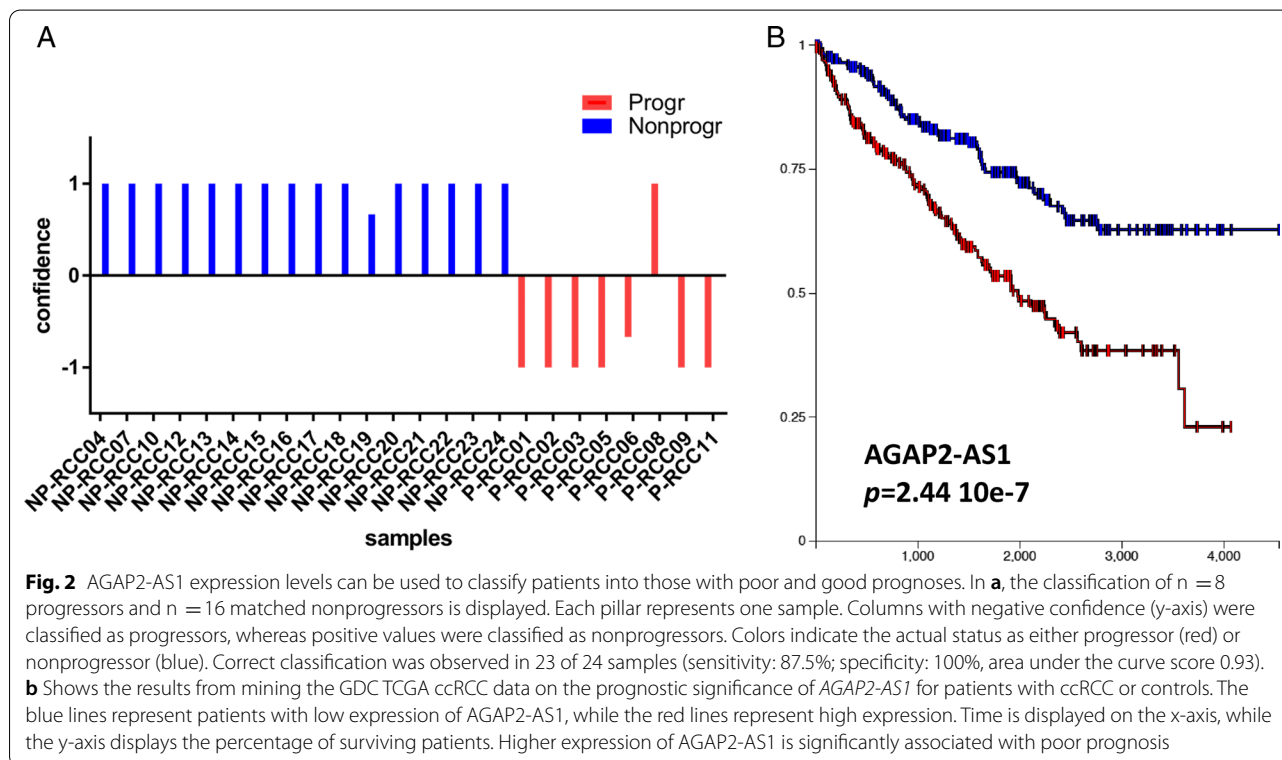 A
Progr
Nonprogr
confidence
1
0
-1
NP-RCC04
NP-RCC07
NP-RCC10
NP-RCC12
NP-RCC13
NP-RCC14
NP-RCC15
NP-RCC16
NP-RCC17
NP-RCC18
NP-RCC19
NP-RCC20
NP-RCC21
NP-RCC22
NP-RCC23
NP-RCC24
P-RCC01
P-RCC02
P-RCC03
P-RCC05
P-RCC06
P-RCC08
P-RCC09
P-RCC11
samples
B
1
0.75
0.5
0.25
0
AGAP2-AS1
p=2.44 10e-7
1,000
2,000
3,000
4,000
Fig. 2 AGAP2-AS1 expression levels can be used to classify patients into those with poor and good prognoses. In a, the classification of n = 8
progressors and n = 16 matched nonprogressors is displayed. Each pillar represents one sample. Columns with negative confidence (y-axis) were
classified as progressors, whereas positive values were classified as nonprogressors. Colors indicate the actual status as either progressor (red) or
nonprogressor (blue). Correct classification was observed in 23 of 24 samples (sensitivity: 87.5%; specificity: 100%, area under the curve score 0.93).
b Shows the results from mining the GDC TCGA ccRCC data on the prognostic significance of AGAP2-AS1 for patients with ccRCC or controls. The
blue lines represent patients with low expression of AGAP2-AS1, while the red lines represent high expression. Time is displayed on the x-axis, while
the y-axis displays the percentage of surviving patients. Higher expression of AGAP2-AS1 is significantly associated with poor prognosis